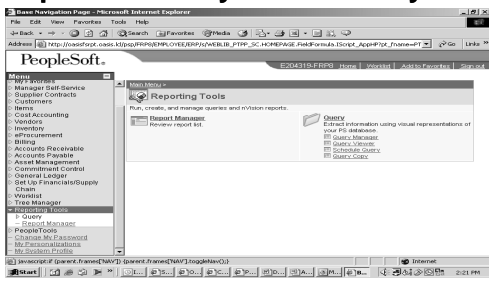 Base Navigation Page - Microsoft Internet Explorer
File Edit View Favorites Tools Help
Back Search Favorites Media
Address http://oasisfsrpt.oasis.ld/psp/FRP8/EMPLOYEE/ERP/s/WEBLIB_PTPP_SC.HOMEPAGE.FieldFormula.IScript_AppHP?pt_fname=PT Go Links »
PeopleSoft.
E204319-FRP8 Home | Worklist | Add to Favorites | Sign out
Menu
My Favorites
Manager Self-Service
Supplier Contracts
Customers
Items
Cost Accounting
Vendors
Inventory
eProcurement
Billing
Accounts Receivable
Accounts Payable
Asset Management
Commitment Control
General Ledger
Set Up Financials/Supply
Chain
Worklist
Tree Manager
Reporting Tools
Query
Report Manager
PeopleTools
Change My Password
My Personalizations
My System Profile
Main Menu >
Reporting Tools
Run, create, and manage queries and nVision reports.
Report Manager
Review report list.
Query
Extract information using visual representations of
your PS database.
Query Manager
Query Viewer
Schedule Query
Query Copy
javascript:if (parent.frames['NAV']) {parent.frames['NAV'].toggleNav();} Internet
Start I... S... O... C... P... D... A... M... B... 2:21 PM